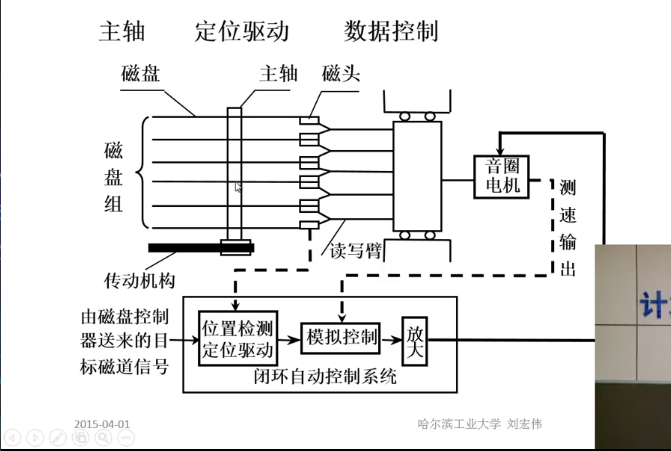 主轴 定位驱动 数据控制
磁盘 主轴 磁头
磁盘组
音圈
电机
测速输出
读写臂
传动机构
由磁盘控制
器送来的目
标磁道信号
位置检测
定位驱动
模拟控制
放大
闭环自动控制系统
计
2015-04-01
哈尔滨工业大学 刘宏伟